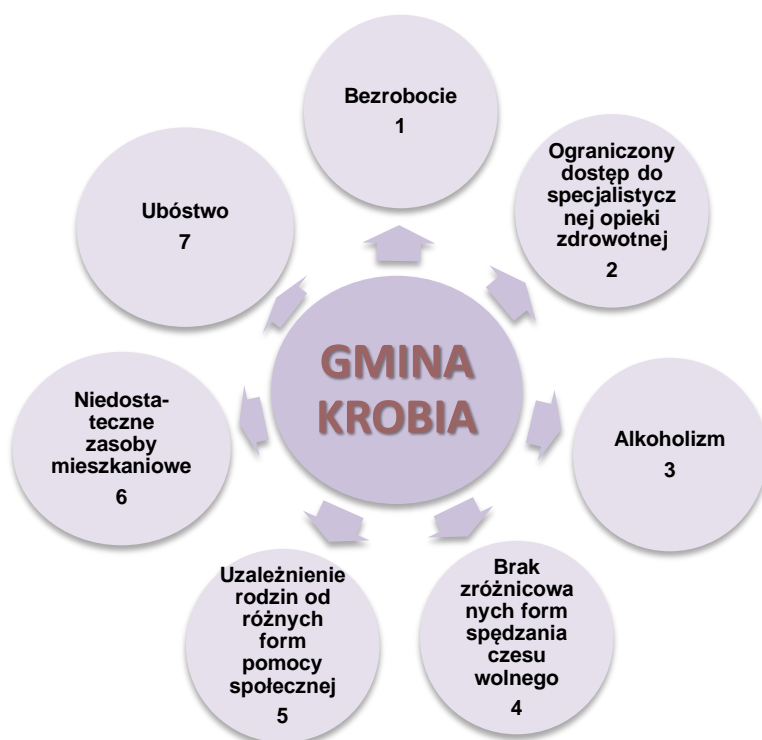 Bezrobocie
1
Ograniczony
dostęp do
specjalistycz
nej opieki
zdrowotnej
2
Alkoholizm
3
Brak
zróżnicowa
nych form
spędzania
czesu
wolnego
4
Uzależnienie
rodzin od
różnych
form
pomocy
społecznej
5
Niedosta-
teczne
zasoby
mieszkaniowe
6
Ubóstwo
7
GMINA
KROBIA